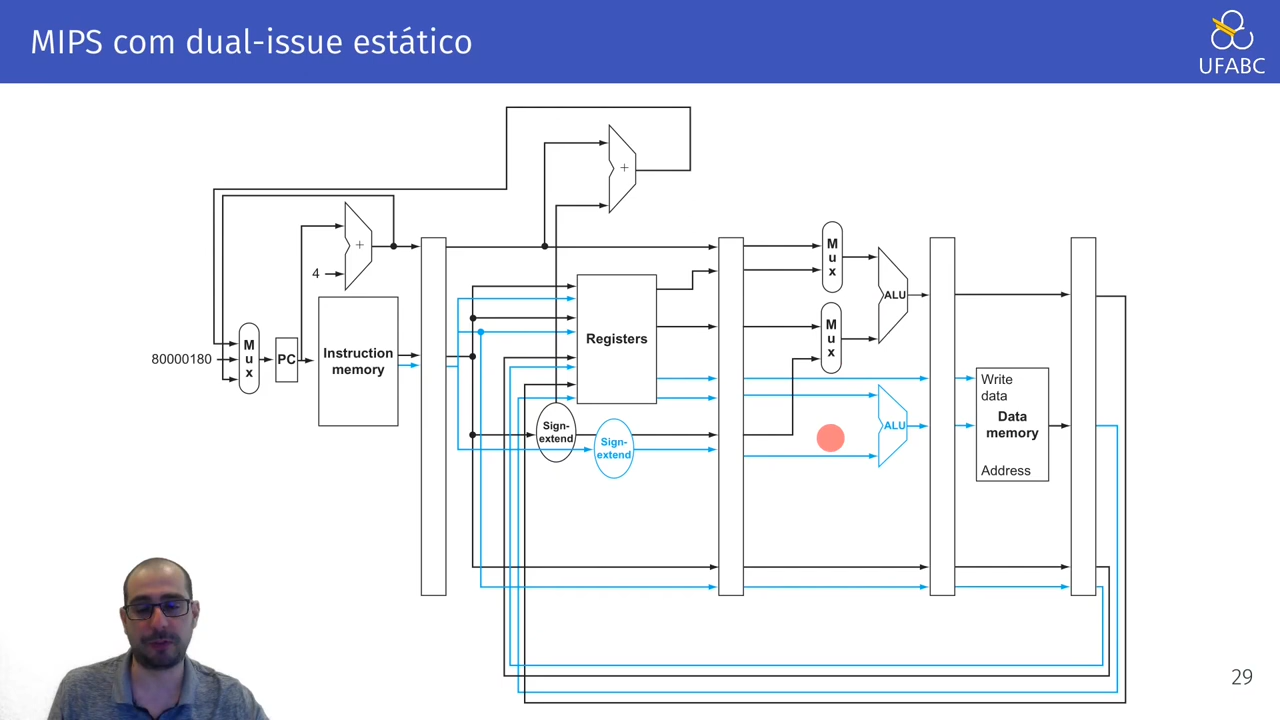 MIPS com dual-issue estático
UFABC
+
+
4
80000180
M
u
x
PC
Instruction
memory
Registers
Sign-
extend
Sign-
extend
M
u
x
M
u
x
ALU
ALU
Write
data
Data
memory
Address
29